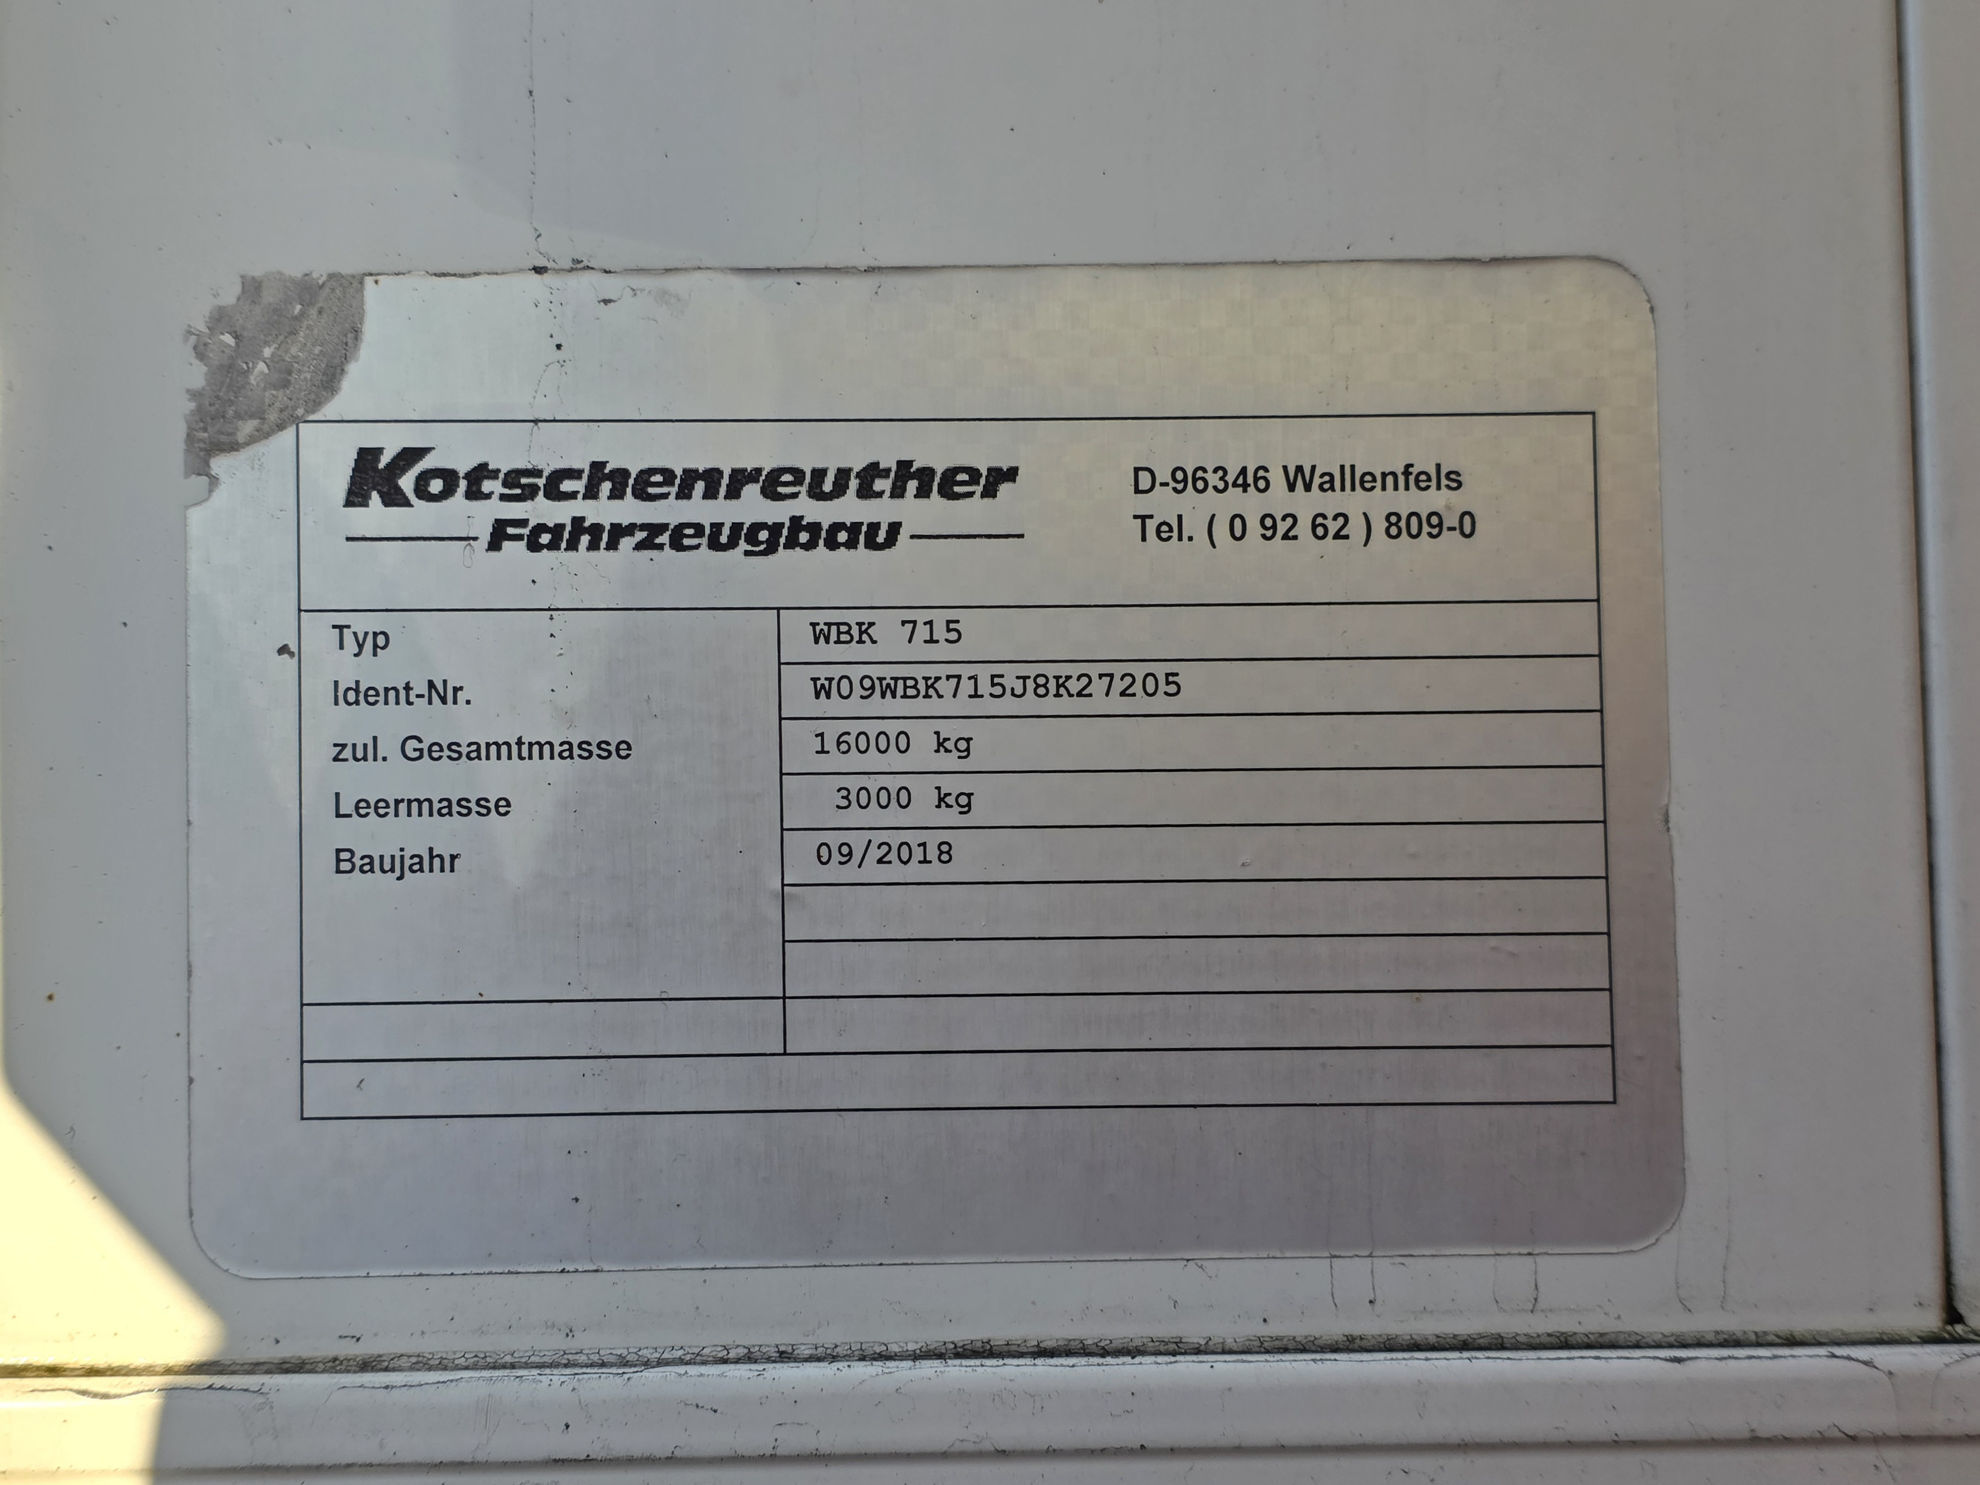 Kotschenreuther
Fahrzeugbau
D-96346 Wallenfels
Tel. ( 0 92 62 ) 809-0
Typ WBK 715
Ident-Nr. W09WBK715J8K27205
zul. Gesamtmasse 16000 kg
Leermasse 3000 kg
Baujahr 09/2018